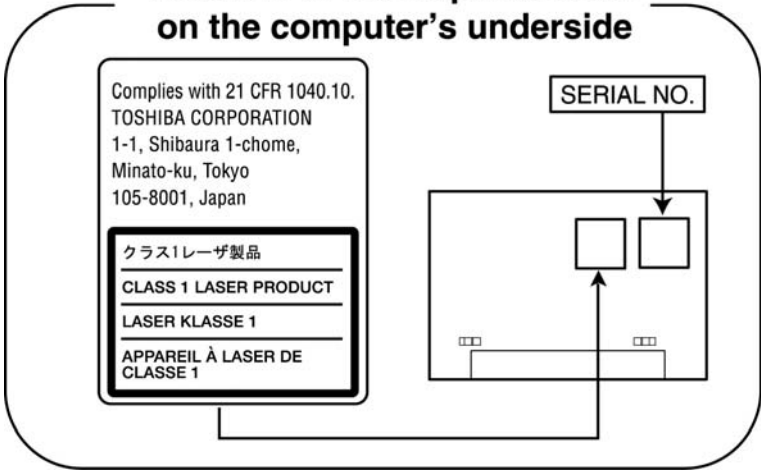 on the computer's underside
Complies with 21 CFR 1040.10.
TOSHIBA CORPORATION
1-1, Shibaura 1-chome,
Minato-ku, Tokyo
105-8001, Japan
クラス1レーザ製品
CLASS 1 LASER PRODUCT
LASER KLASSE 1
APPAREIL À LASER DE
CLASSE 1
SERIAL NO.